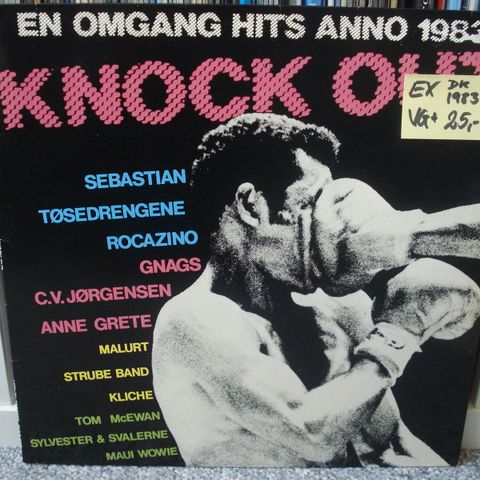 EN OMGANG HITS ANNO 1983
KNOCK OUT
EX DK
1983
VG+ 25,-
SEBASTIAN
TØSEDRENGENE
ROCAZINO
GNAGS
C.V. JØRGENSEN
ANNE GRETE
MALURT
STRUBE BAND
KLICHE
TOM McEWAN
SYLVESTER & SVALERNE
MAUI WOWIE